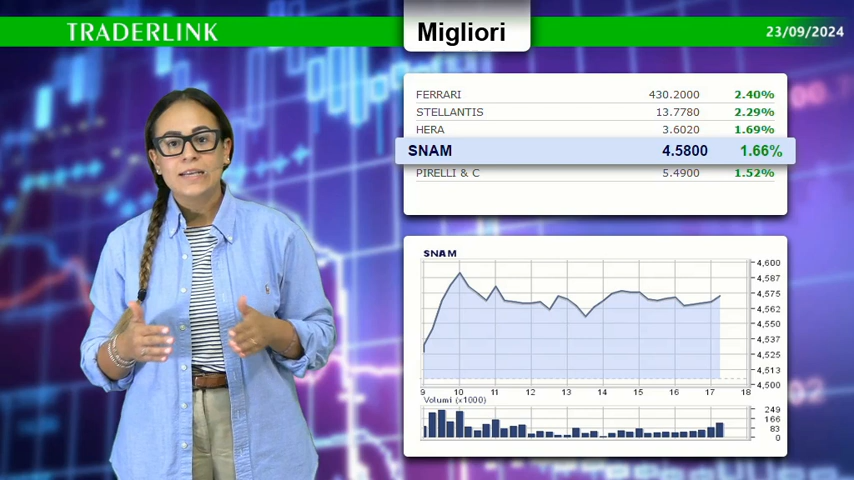 TRADERLINK
Migliori
23/09/2024
FERRARI 430.2000 2.40%
STELLANTIS 13.7780 2.29%
HERA 3.6020 1.69%
SNAM 4.5800 1.66%
PIRELLI & C 5.4900 1.52%
SNAM
4,600
4,587
4,575
4,562
4,550
4,537
4,525
4,513
4,500
9 10 11 12 13 14 15 16 17 18
Volumi (x1000)
249
166
83
0